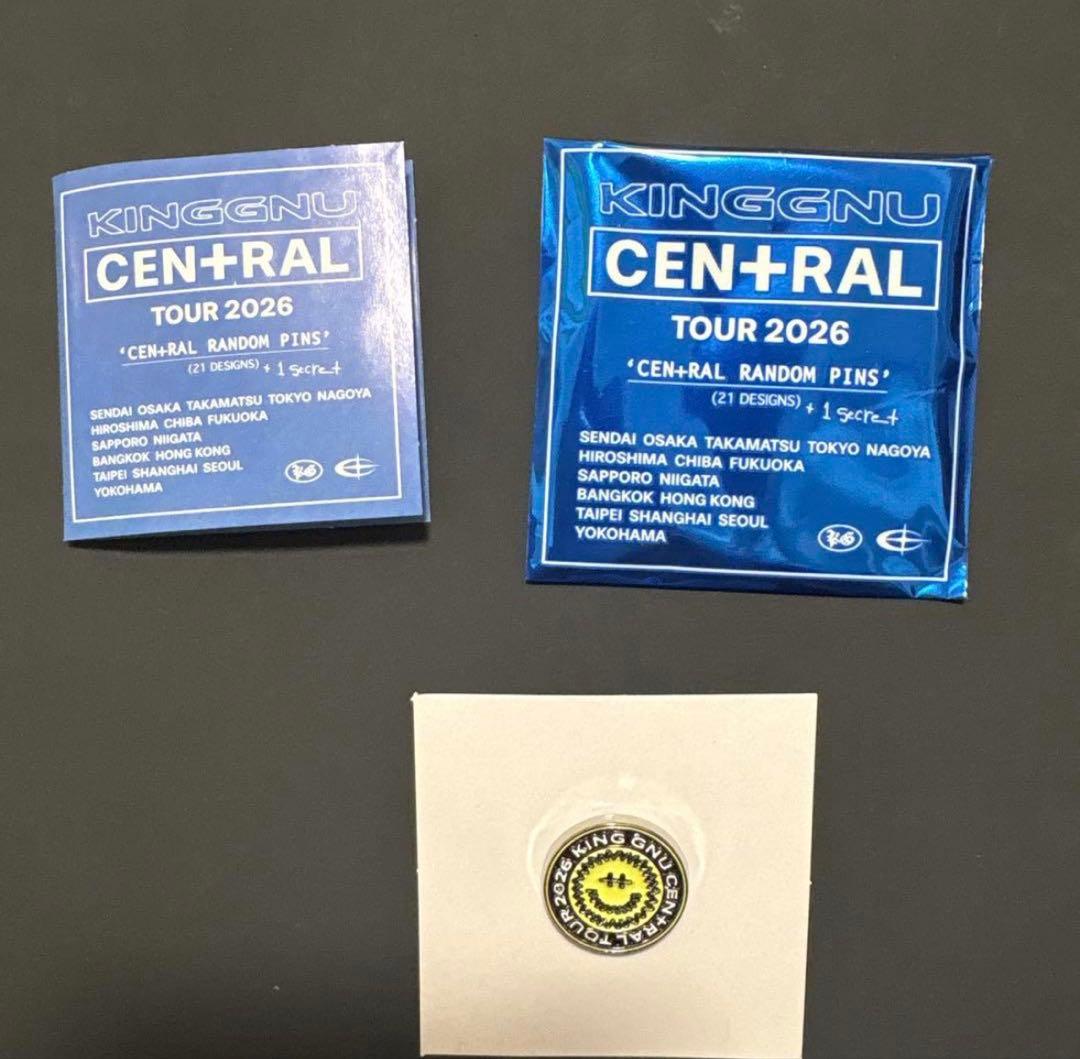 KINGGNU
CEN+RAL
TOUR 2026
‘CEN+RAL RANDOM PINS’
(21 DESIGNS) + 1 secret
SENDAI OSAKA TAKAMATSU TOKYO NAGOYA
HIROSHIMA CHIBA FUKUOKA
SAPPORO NIIGATA
BANGKOK HONG KONG
TAIPEI SHANGHAI SEOUL
YOKOHAMA
KINGGNU
CEN+RAL
TOUR 2026
‘CEN+RAL RANDOM PINS’
(21 DESIGNS) + 1 secret
SENDAI OSAKA TAKAMATSU TOKYO NAGOYA
HIROSHIMA CHIBA FUKUOKA
SAPPORO NIIGATA
BANGKOK HONG KONG
TAIPEI SHANGHAI SEOUL
YOKOHAMA
KING GNU CEN+RAL TOUR 2026